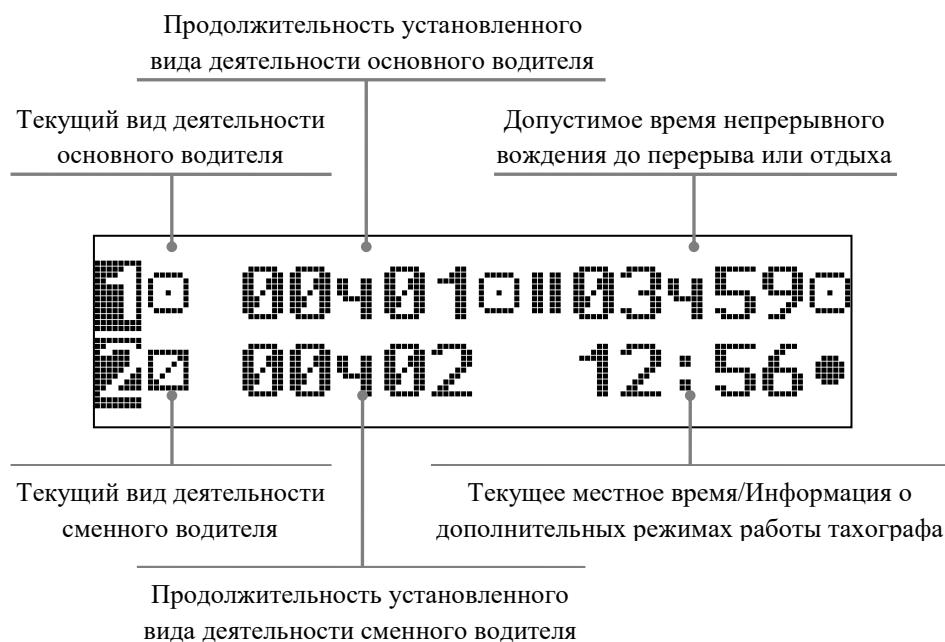 Продолжительность установленного
вида деятельности основного водителя
Текущий вид деятельности
основного водителя
Допустимое время непрерывного
вождения до перерыва или отдыха
1 00ч01 03ч59
2 00ч02 12:56
Текущий вид деятельности
сменного водителя
Текущее местное время/Информация о
дополнительных режимах работы тахографа
Продолжительность установленного
вида деятельности сменного водителя